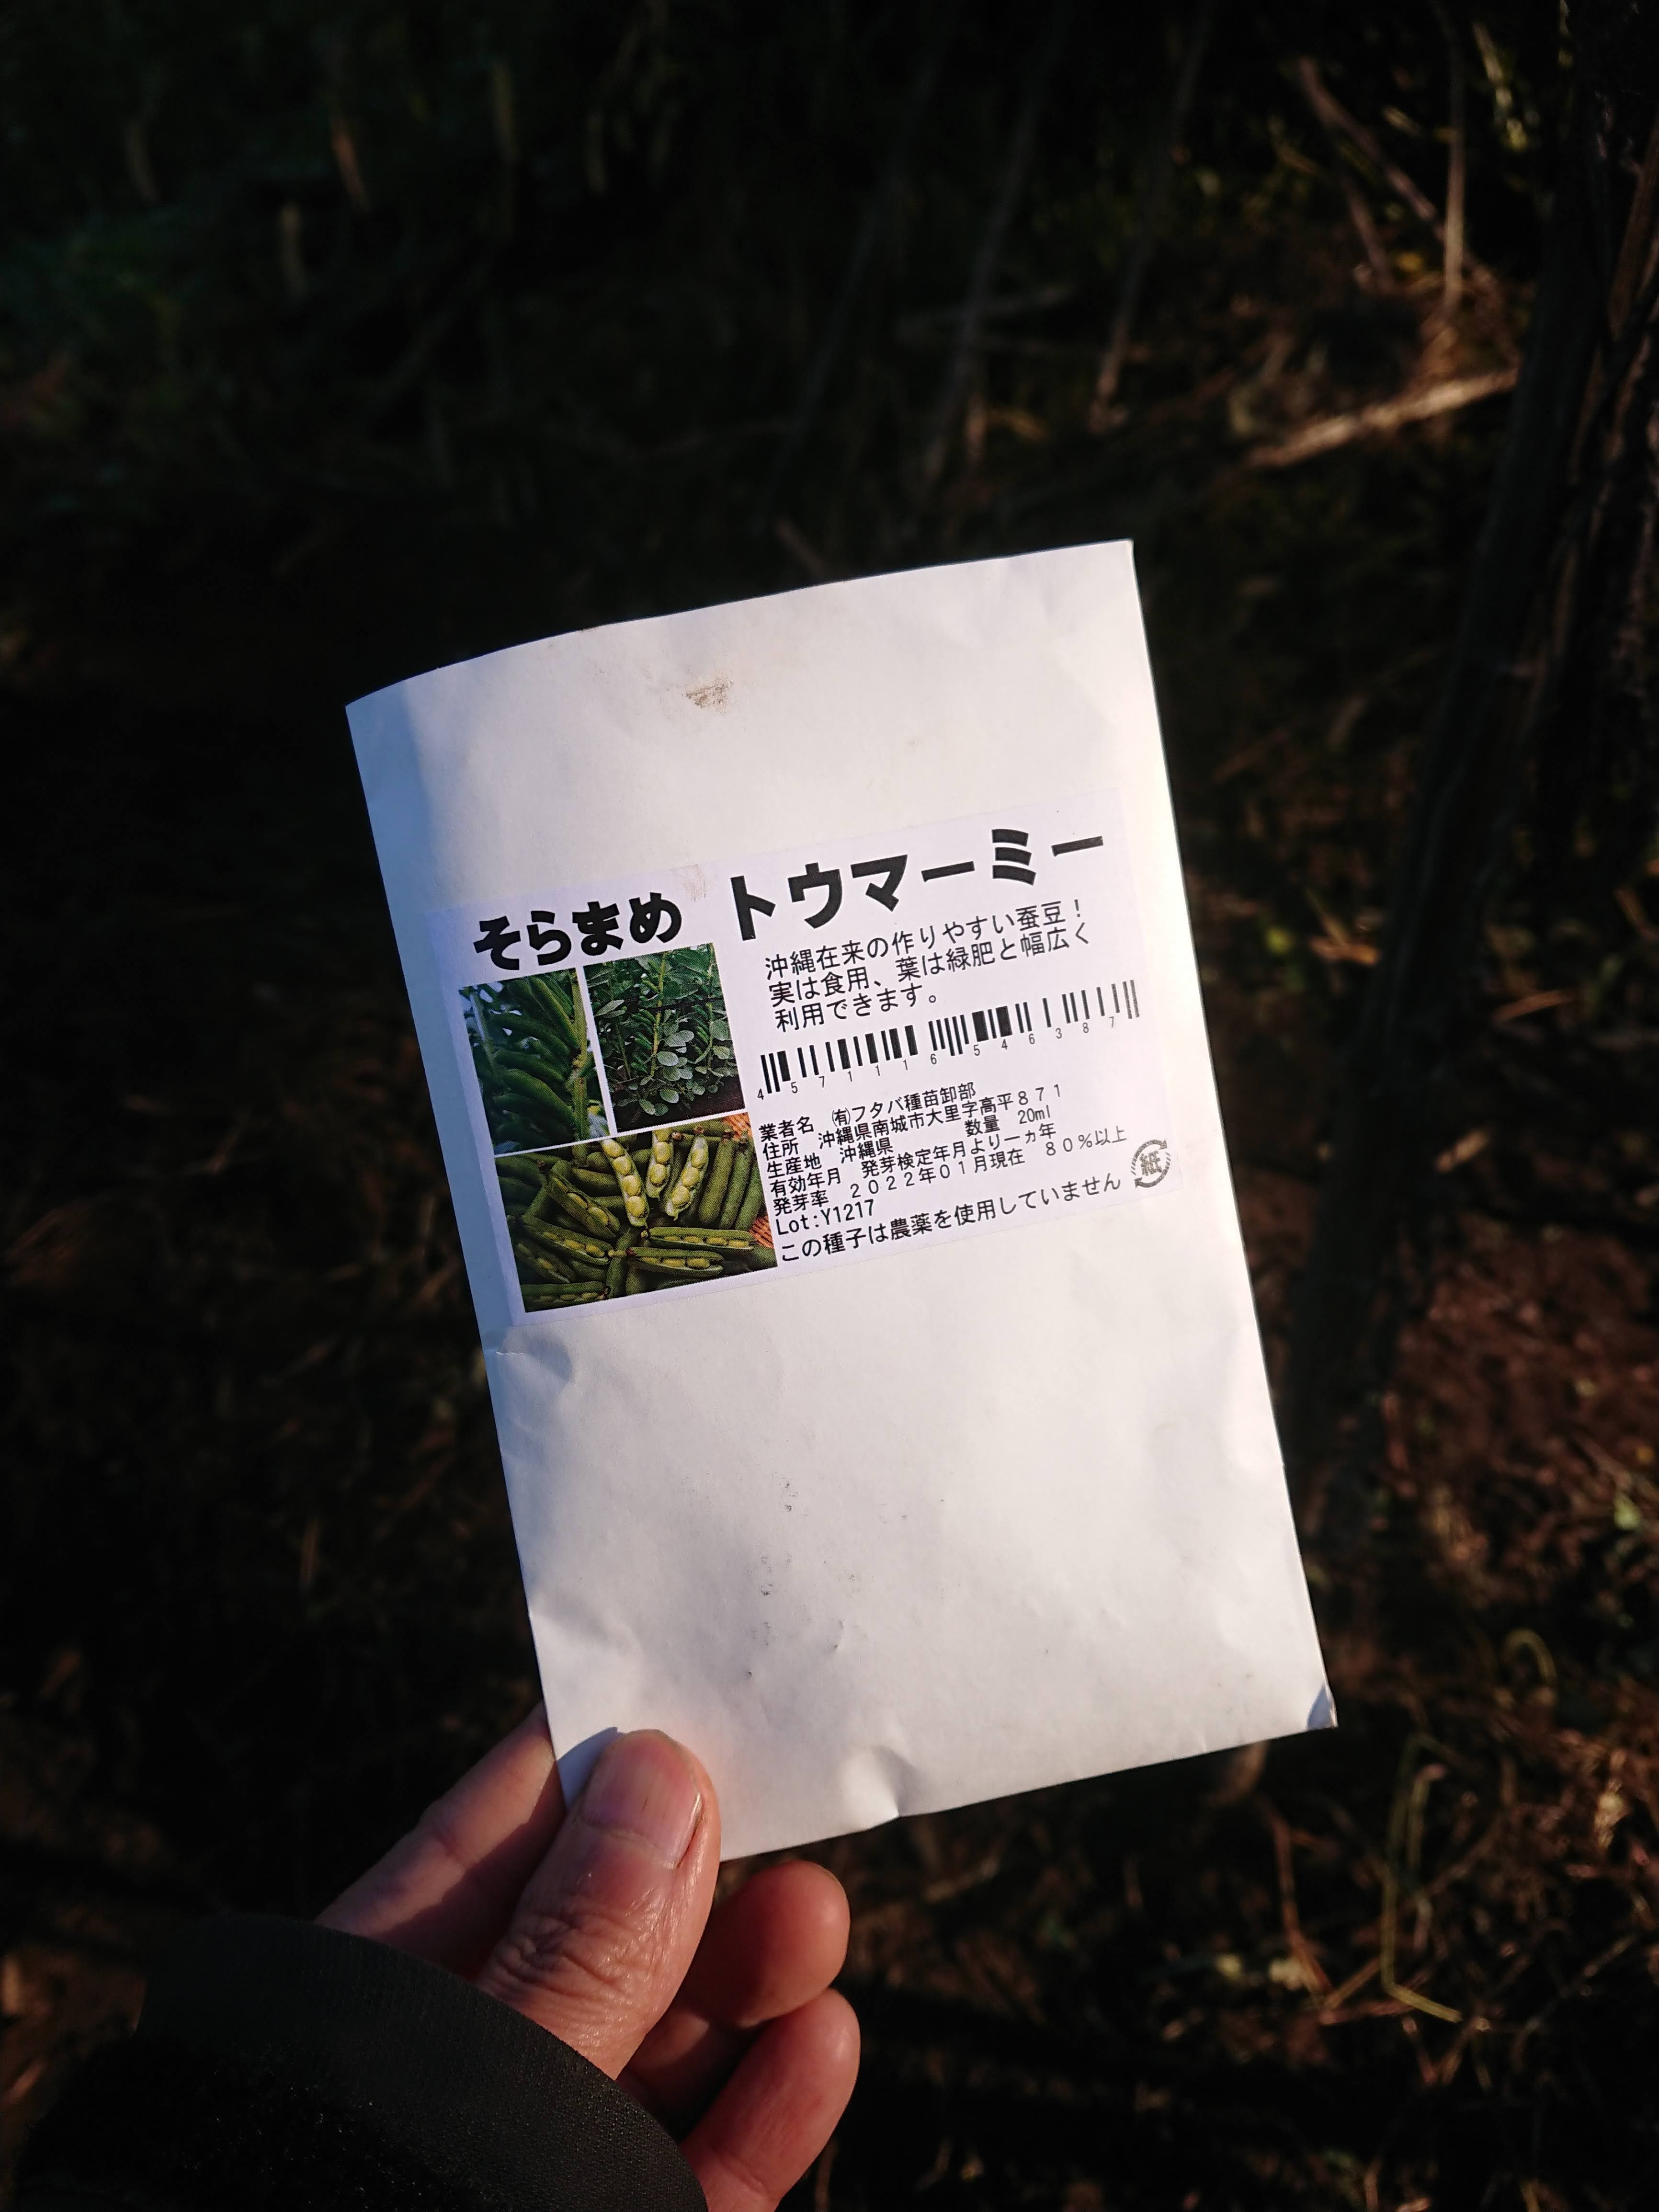 そらまめ トウマーミー
沖縄在来の作りやすい蚕豆！
実は食用、葉は緑肥と幅広く
利用できます。
4571116546387
業者名 ㈲フタバ種苗卸部
住所 沖縄県南城市大里字高平８７１
生産地 沖縄県 数量 20ml
有効年月 発芽検定年月より一ヵ年
発芽率 ２０２２年０１月現在 ８０％以上
Lot:Y1217
この種子は農薬を使用していません
紙